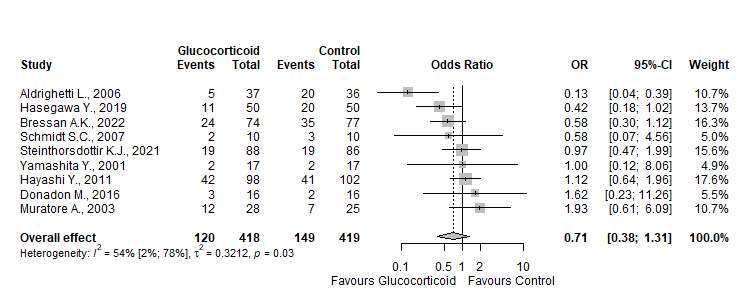 Glucocorticoid Control
Study Events Total Events Total Odds Ratio OR 95%-CI Weight
Aldrighetti L., 2006 5 37 20 36 0.13 [0.04; 0.39] 10.7%
Hasegawa Y., 2019 11 50 20 50 0.42 [0.18; 1.02] 13.7%
Bressan A.K., 2022 24 74 35 77 0.58 [0.30; 1.12] 16.3%
Schmidt S.C., 2007 2 10 3 10 0.58 [0.07; 4.56] 5.0%
Steinthorsdottir K.J., 2021 19 88 19 86 0.97 [0.47; 1.99] 15.6%
Yamashita Y., 2001 2 17 2 17 1.00 [0.12; 8.06] 4.9%
Hayashi Y., 2011 42 98 41 102 1.12 [0.64; 1.96] 17.6%
Donadon M., 2016 3 16 2 16 1.62 [0.23; 11.26] 5.5%
Muratore A., 2003 12 28 7 25 1.93 [0.61; 6.09] 10.7%
Overall effect 120 418 149 419 0.71 [0.38; 1.31] 100.0%
Heterogeneity: I² = 54% [2%; 78%], τ² = 0.3212, p = 0.03
0.1 0.5 1 2 10
Favours Glucocorticoid Favours Control